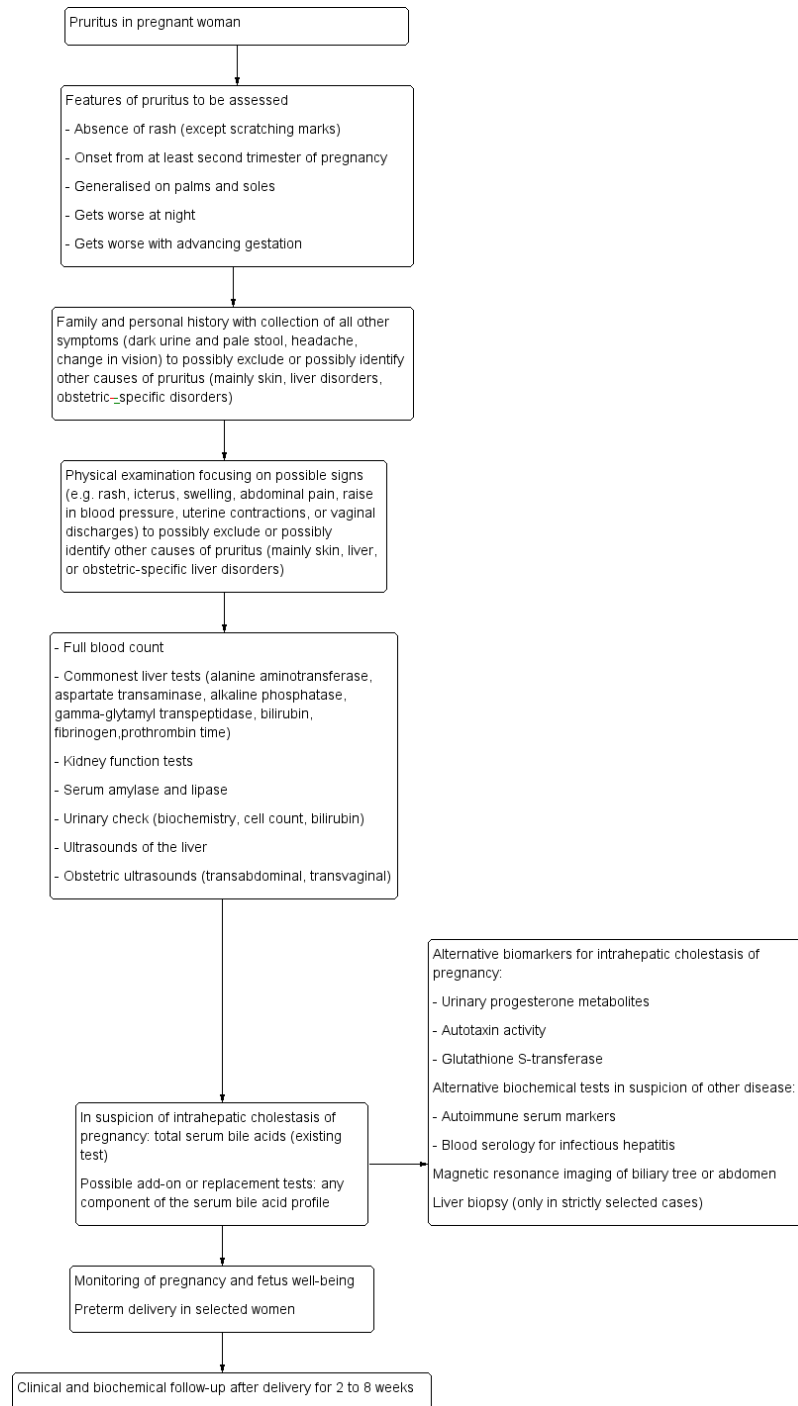 Pruritus in pregnant woman
Features of pruritus to be assessed
- Absence of rash (except scratching marks)
- Onset from at least second trimester of pregnancy
- Generalised on palms and soles
- Gets worse at night
- Gets worse with advancing gestation
Family and personal history with collection of all other
symptoms (dark urine and pale stool, headache,
change in vision) to possibly exclude or possibly identify
other causes of pruritus (mainly skin, liver disorders,
obstetric-_specific disorders)
Physical examination focusing on possible signs
(e.g. rash, icterus, swelling, abdominal pain, raise
in blood pressure, uterine contractions, or vaginal
discharges) to possibly exclude or possibly
identify other causes of pruritus (mainly skin, liver,
or obstetric-specific liver disorders)
- Full blood count
- Commonest liver tests (alanine aminotransferase,
aspartate transaminase, alkaline phosphatase,
gamma-glytamyl transpeptidase, bilirubin,
fibrinogen,prothrombin time)
- Kidney function tests
- Serum amylase and lipase
- Urinary check (biochemistry, cell count, bilirubin)
- Ultrasounds of the liver
- Obstetric ultrasounds (transabdominal, transvaginal)
In suspicion of intrahepatic cholestasis of
pregnancy: total serum bile acids (existing
test)
Possible add-on or replacement tests: any
component of the serum bile acid profile
Alternative biomarkers for intrahepatic cholestasis of
pregnancy:
- Urinary progesterone metabolites
- Autotaxin activity
- Glutathione S-transferase
Alternative biochemical tests in suspicion of other disease:
- Autoimmune serum markers
- Blood serology for infectious hepatitis
Magnetic resonance imaging of biliary tree or abdomen
Liver biopsy (only in strictly selected cases)
Monitoring of pregnancy and fetus well-being
Preterm delivery in selected women
Clinical and biochemical follow-up after delivery for 2 to 8 weeks